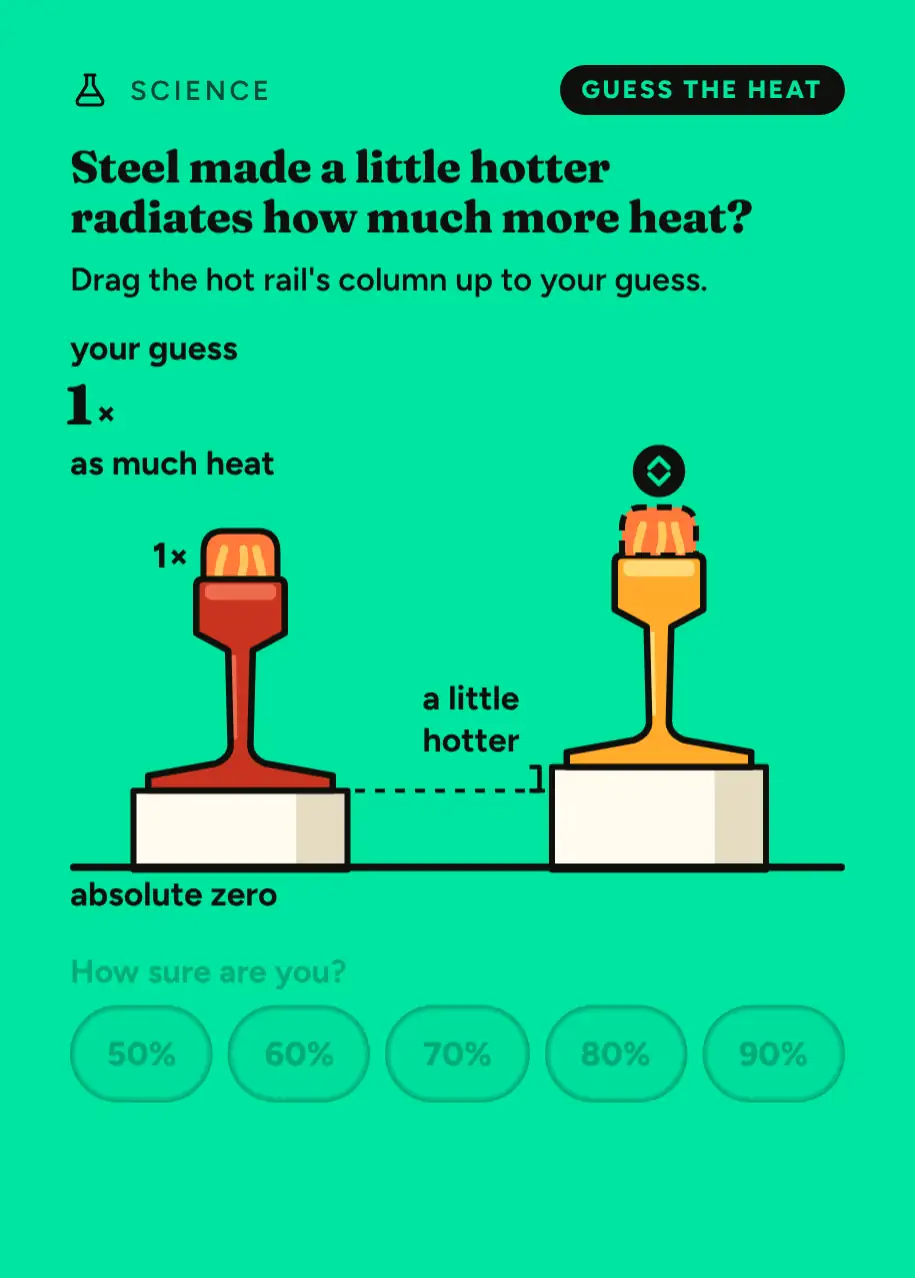 SCIENCE
GUESS THE HEAT
Steel made a little hotter
radiates how much more heat?
Drag the hot rail's column up to your guess.
your guess
1×
as much heat
1×
a little
hotter
absolute zero
How sure are you?
50%
60%
70%
80%
90%